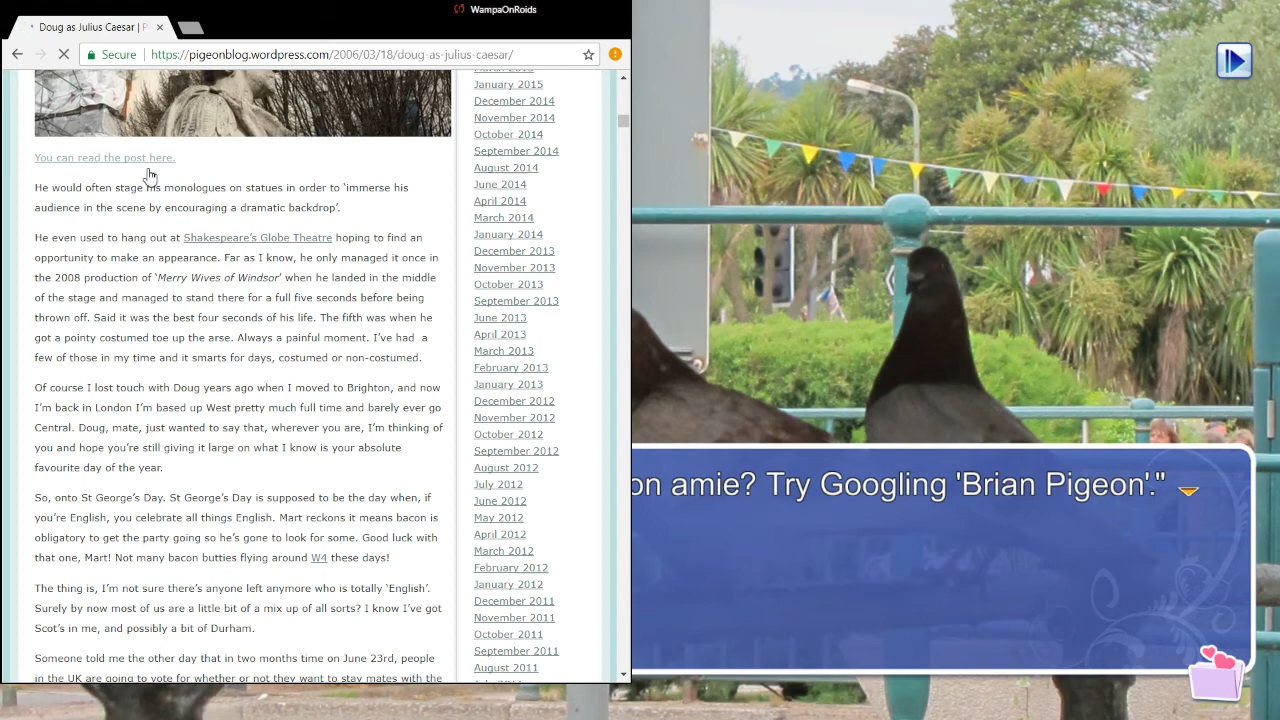 WampaOnRoids
Doug as Julius Caesar |
Secure https://pigeonblog.wordpress.com/2006/03/18/doug-as-julius-caesar/
You can read the post here.
He would often stage his monologues on statues in order to ‘immerse his
audience in the scene by encouraging a dramatic backdrop’.
He even used to hang out at Shakespeare’s Globe Theatre hoping to find an
opportunity to make an appearance. Far as I know, he only managed it once in
the 2008 production of ‘Merry Wives of Windsor’ when he landed in the middle
of the stage and managed to stand there for a full five seconds before being
thrown off. Said it was the best four seconds of his life. The fifth was when he
got a pointy costumed toe up the arse. Always a painful moment. I’ve had a
few of those in my time and it smarts for days, costumed or non-costumed.
Of course I lost touch with Doug years ago when I moved to Brighton, and now
I’m back in London I’m based up West pretty much full time and barely ever go
Central. Doug, mate, just wanted to say that, wherever you are, I’m thinking of
you and hope you’re still giving it large on what I know is your absolute
favourite day of the year.
So, onto St George’s Day. St George’s Day is supposed to be the day when, if
you’re English, you celebrate all things English. Mart reckons it means bacon is
obligatory to get the party going so he’s gone to look for some. Good luck with
that one, Mart! Not many bacon butties flying around W4 these days!
The thing is, I’m not sure there’s anyone left anymore who is totally ‘English’.
Surely by now most of us are a little bit of a mix up of all sorts? I know I’ve got
Scot’s in me, and possibly a bit of Durham.
Someone told me the other day that in two months time on June 23rd, people
in the UK are going to vote for whether or not they want to stay mates with the
January 2015
December 2014
November 2014
October 2014
September 2014
August 2014
June 2014
April 2014
March 2014
January 2014
December 2013
November 2013
October 2013
September 2013
June 2013
April 2013
March 2013
February 2013
January 2013
December 2012
November 2012
October 2012
September 2012
August 2012
July 2012
June 2012
May 2012
April 2012
March 2012
February 2012
January 2012
December 2011
November 2011
October 2011
September 2011
August 2011
on amie? Try Googling 'Brian Pigeon'."